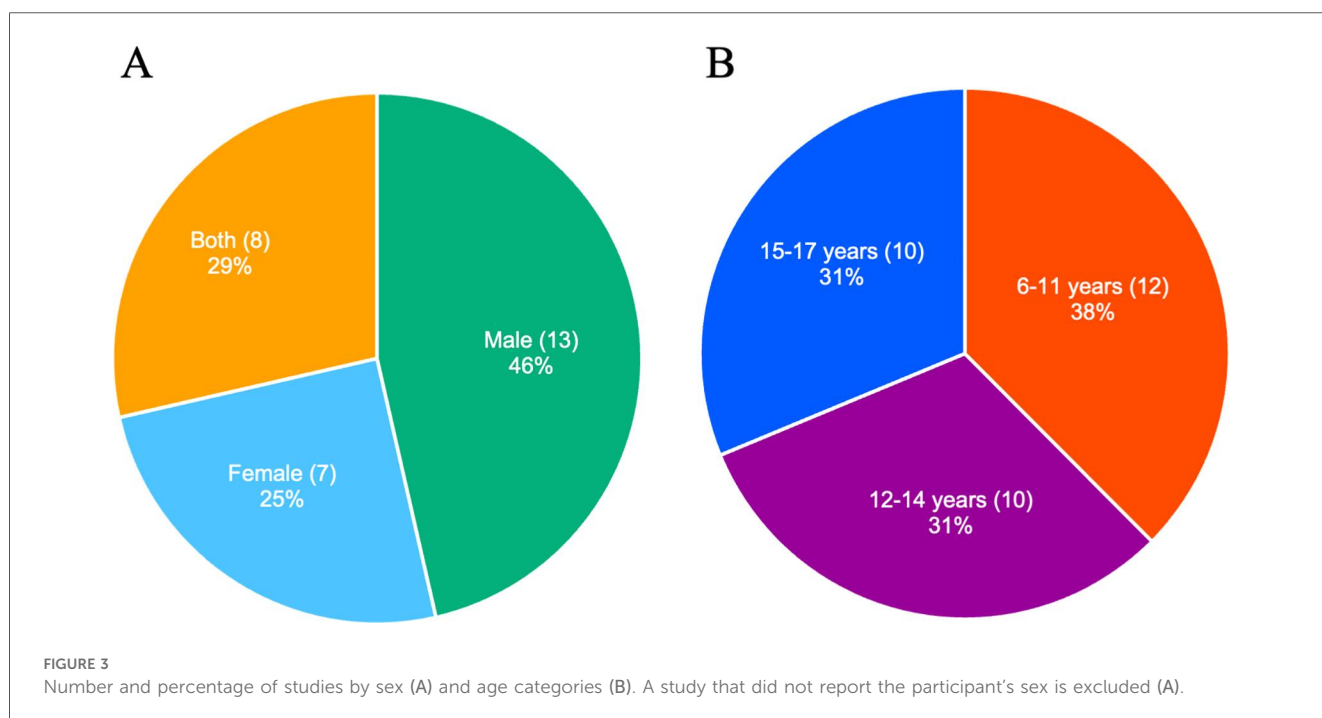 A
Both (8)
29%
Male (13)
46%
Female (7)
25%
B
15-17 years (10)
31%
6-11 years (12)
38%
12-14 years (10)
31%
FIGURE 3
Number and percentage of studies by sex (A) and age categories (B). A study that did not report the participant's sex is excluded (A).